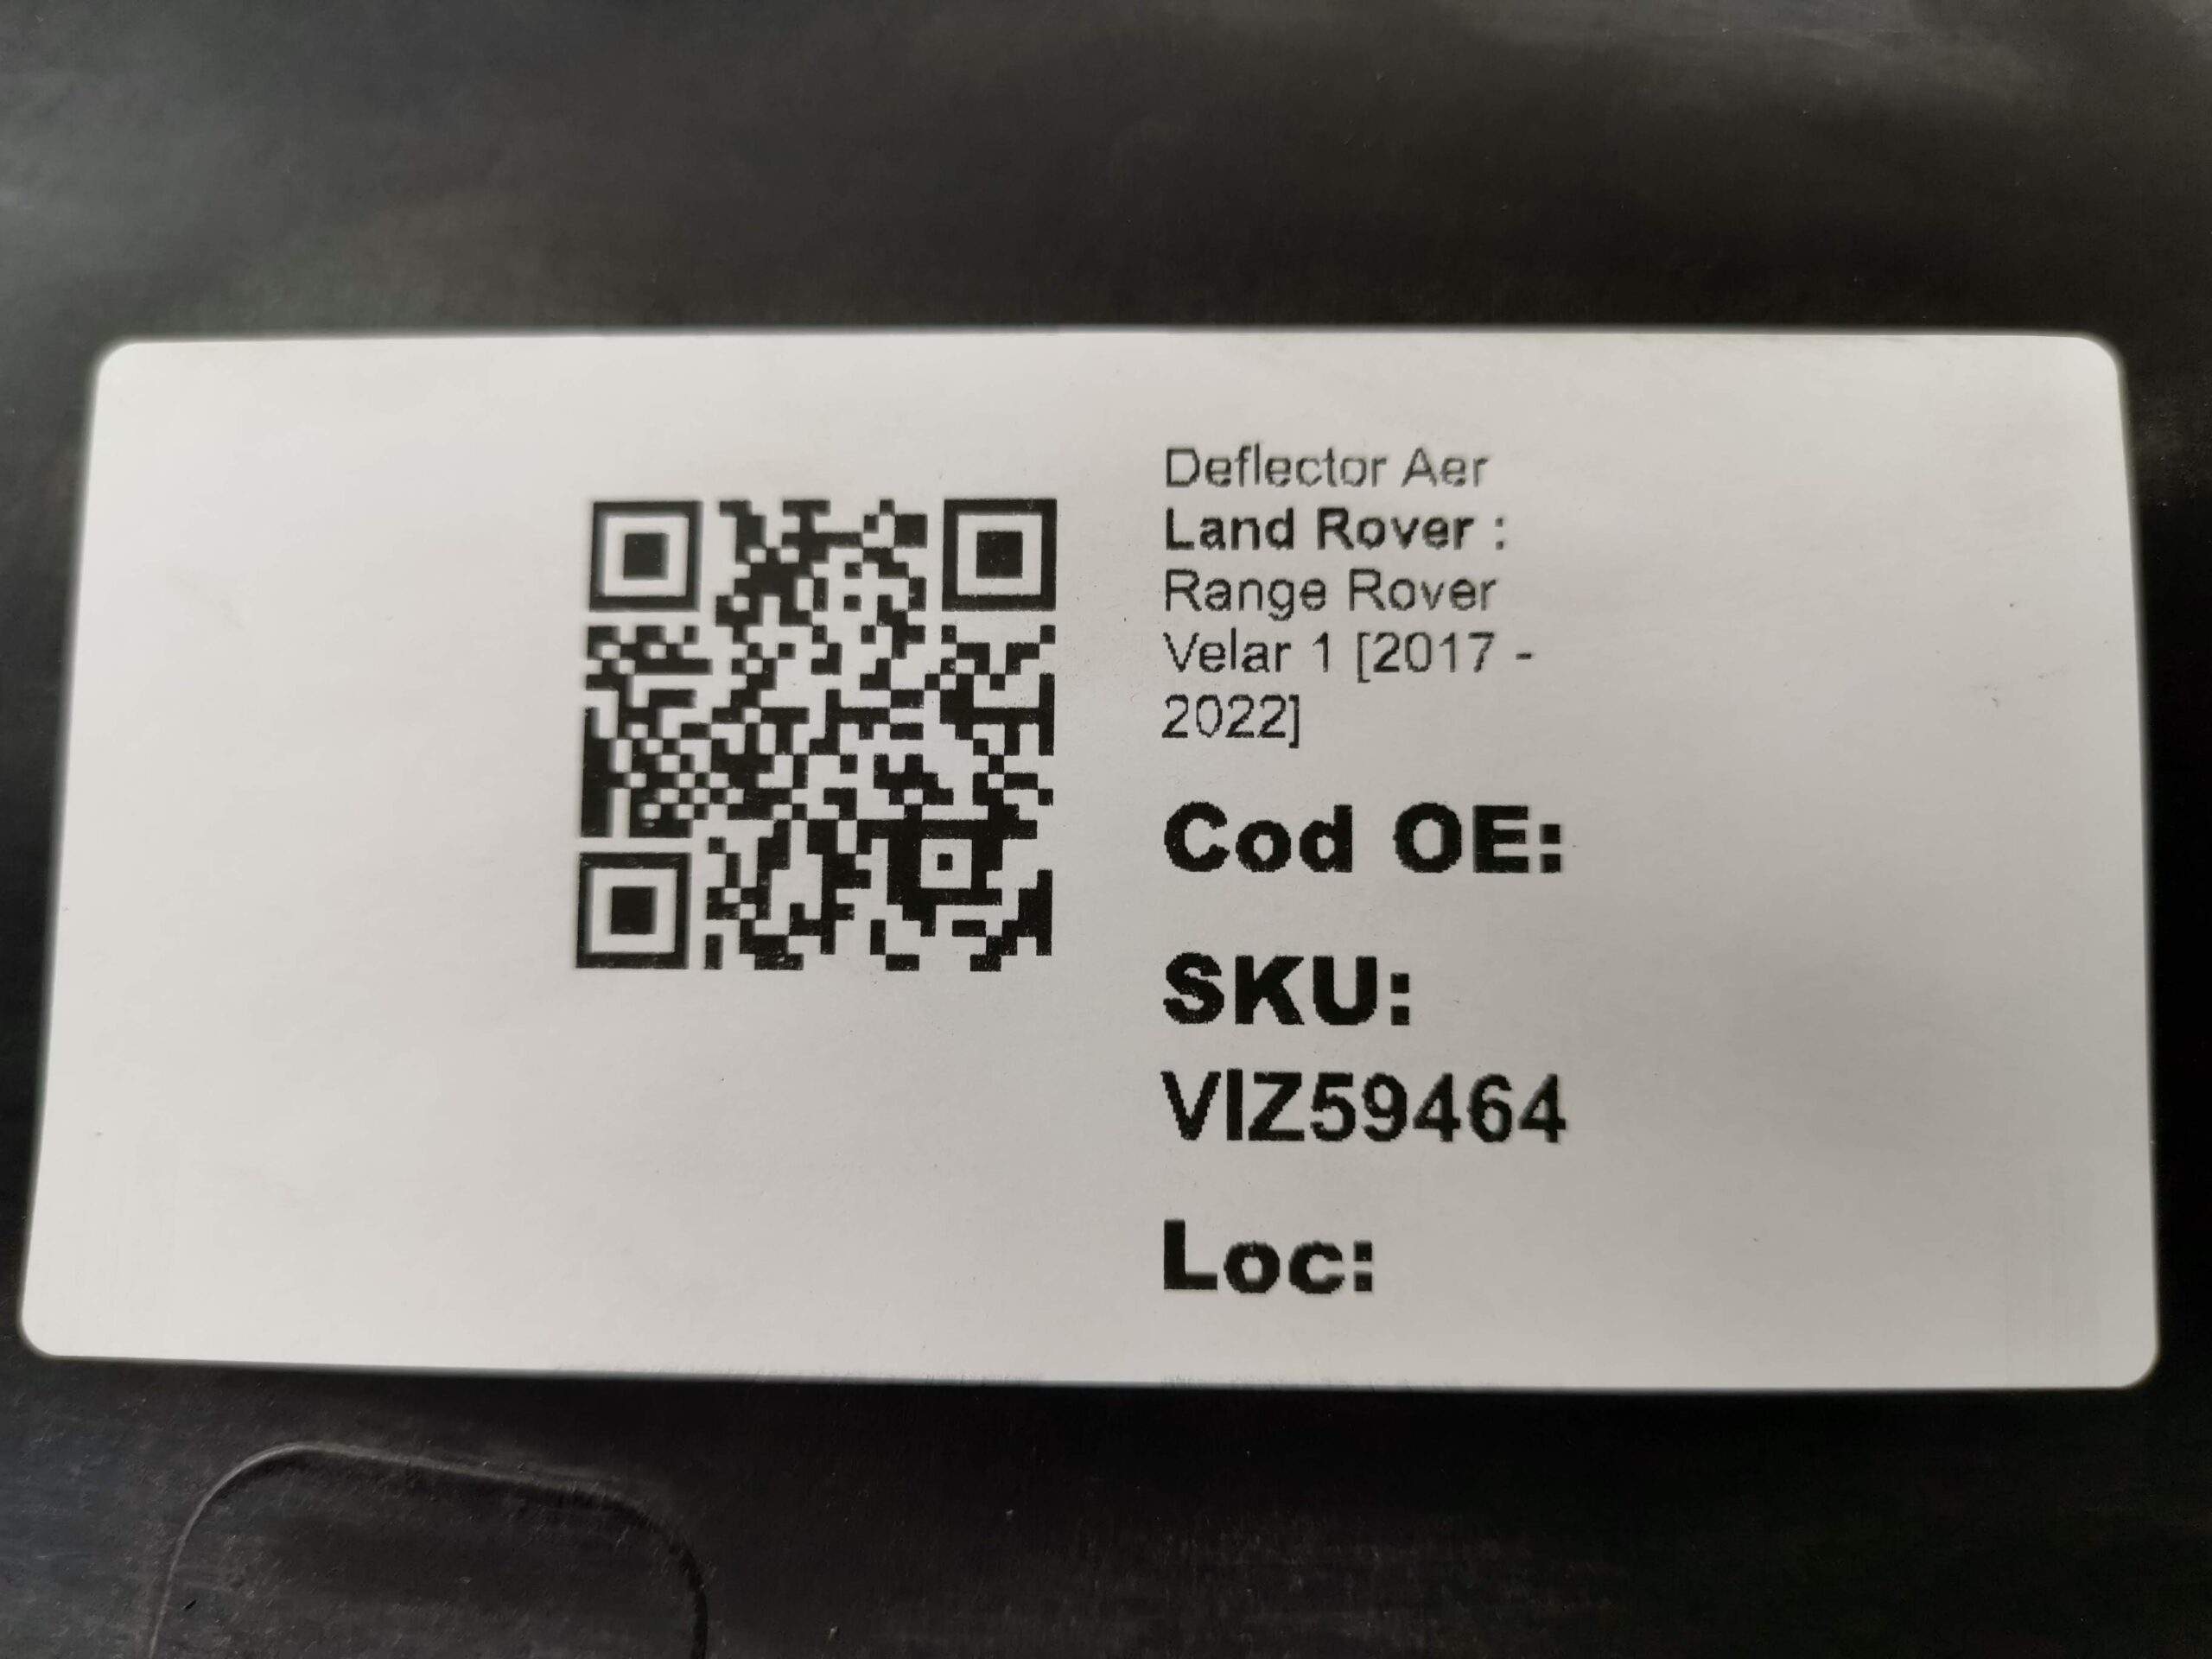 Deflector Aer
Land Rover :
Range Rover
Velar 1 [2017 -
2022]
Cod OE:
SKU:
VIZ59464
Loc: